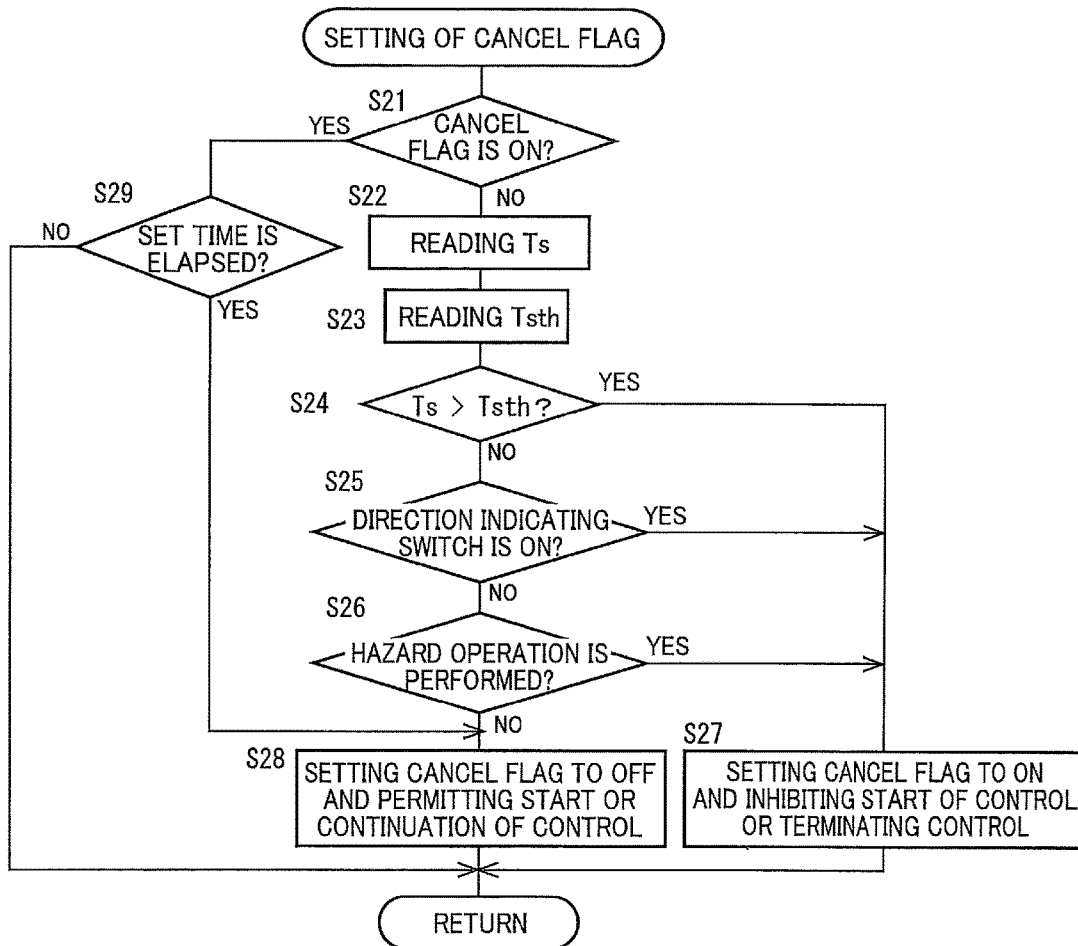 SETTING OF CANCEL FLAG
S21
YES
CANCEL
FLAG IS ON?
NO
S29
NO
SET TIME IS
ELAPSED?
YES
S22
READING Ts
S23
READING Tsth
S24
Ts > Tsth?
YES
NO
S25
DIRECTION INDICATING
SWITCH IS ON?
YES
NO
S26
HAZARD OPERATION IS
PERFORMED?
YES
NO
S28
SETTING CANCEL FLAG TO OFF
AND PERMITTING START OR
CONTINUATION OF CONTROL
S27
SETTING CANCEL FLAG TO ON
AND INHIBITING START OF CONTROL
OR TERMINATING CONTROL
RETURN